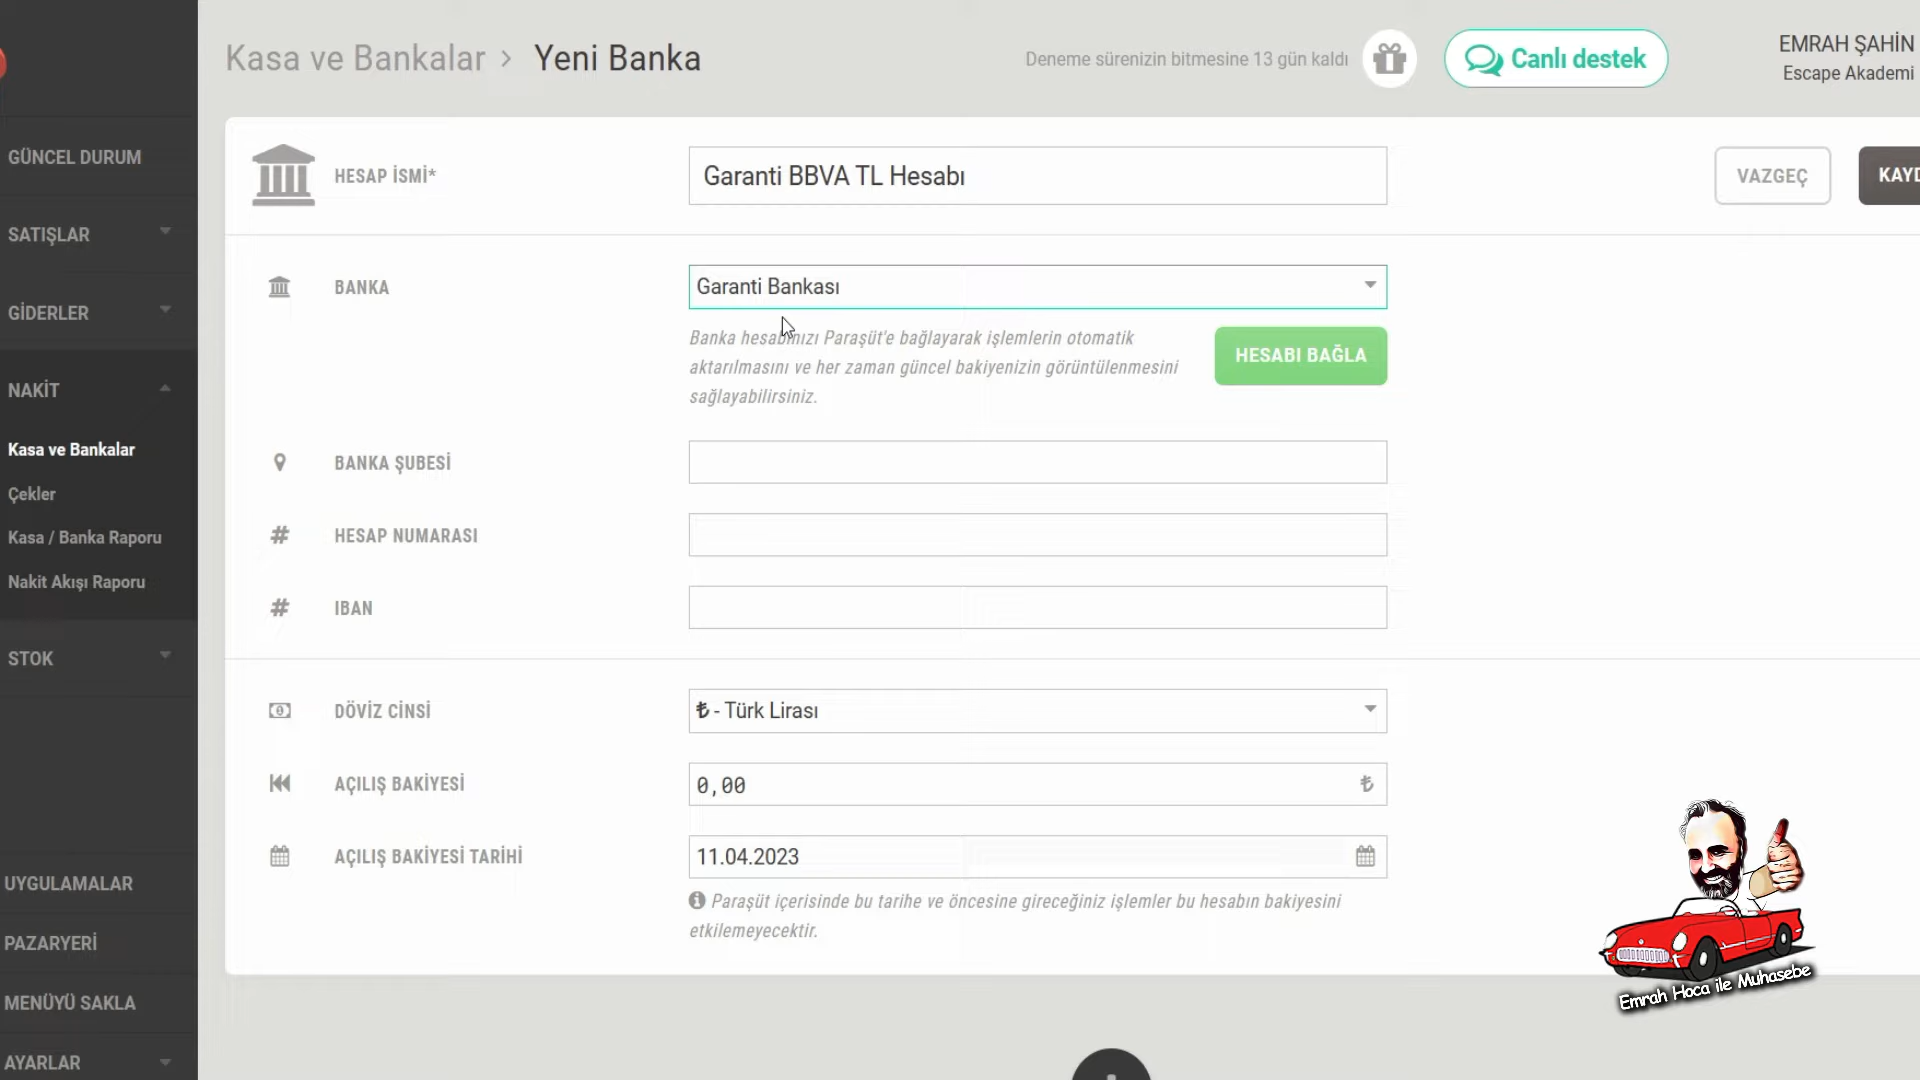 Kasa ve Bankalar > Yeni Banka
Deneme sürenizin bitmesine 13 gün kaldı
Canlı destek
EMRAH ŞAHİN
Escape Akademi
GÜNCEL DURUM
SATIŞLAR
GİDERLER
NAKİT
Kasa ve Bankalar
Çekler
Kasa / Banka Raporu
Nakit Akışı Raporu
STOK
UYGULAMALAR
PAZARYERİ
MENÜYÜ SAKLA
AYARLAR
HESAP İSMİ*
Garanti BBVA TL Hesabı
VAZGEÇ
KAYD
BANKA
Garanti Bankası
Banka hesabınızı Paraşüt'e bağlayarak işlemlerin otomatik
aktarılmasını ve her zaman güncel bakiyenizin görüntülenmesini
sağlayabilirsiniz.
HESABI BAĞLA
BANKA ŞUBESİ
# HESAP NUMARASI
# IBAN
DÖVİZ CİNSİ
₺ - Türk Lirası
AÇILIŞ BAKİYESİ
0,00 ₺
AÇILIŞ BAKİYESİ TARİHİ
11.04.2023
Paraşüt içerisinde bu tarihe ve öncesine gireceğiniz işlemler bu hesabın bakiyesini
etkilemeyecektir.
Emrah Hoca ile Muhasebe